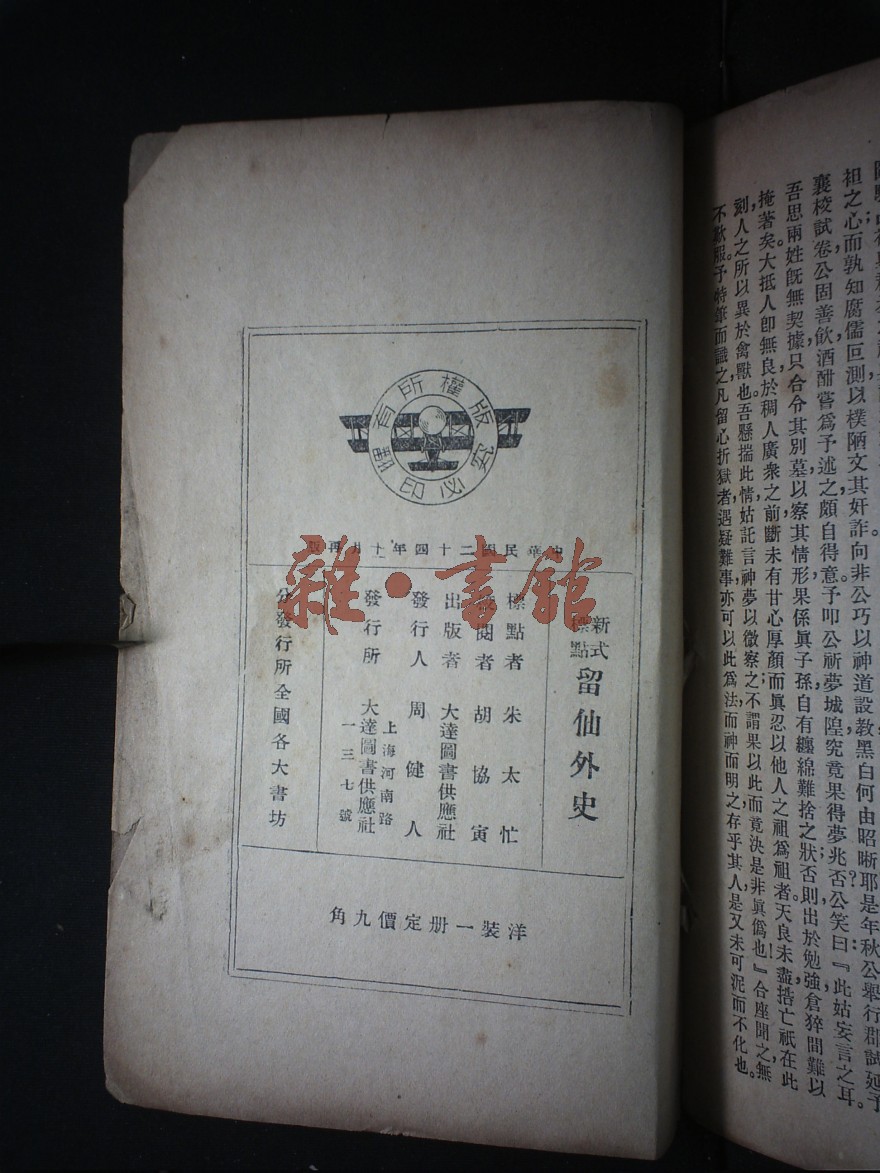 祖之心而孰知腐儒叵測以樸陋文其奸詐向非公巧以神道設教黑白何由昭晰耶？是年秋公舉行郡試延予
襄校試卷公固善飲酒酣嘗爲予述之頗自得意予叩公祈夢城隍究竟果得夢兆否公笑曰：『此姑妄言之耳。
吾思兩姓旣無契據，只合令其別墓以察其情形果係眞子孫自有纏綿難捨之狀；否則出於勉強倉猝間難以
掩著矣。大抵人卽無良於稠人廣衆之前斷未有甘心厚顏而眞忍以他人之祖爲祖者天良未盡牿亡祇在此
刻，人之所以異於禽獸也吾懸揣此情姑託言神夢以微察之；不謂果以此而竟決是非眞僞也！』合座聞之無
不歎服。予特筆而識之，凡留心折獄者遇疑難事亦可以此爲法而神而明之存乎其人是又未可泥而不化也。
版權所有
翻印必究
中華民國二十四年十一月再版
新式標點 留仙外史
標點者 朱太忙
校閱者 胡協寅
出版者 大達圖書供應社
發行人 周健人
發行所 上海河南路一三七號 大達圖書供應社
分發行所全國各大書坊
洋裝一册定價九角
雜·書館